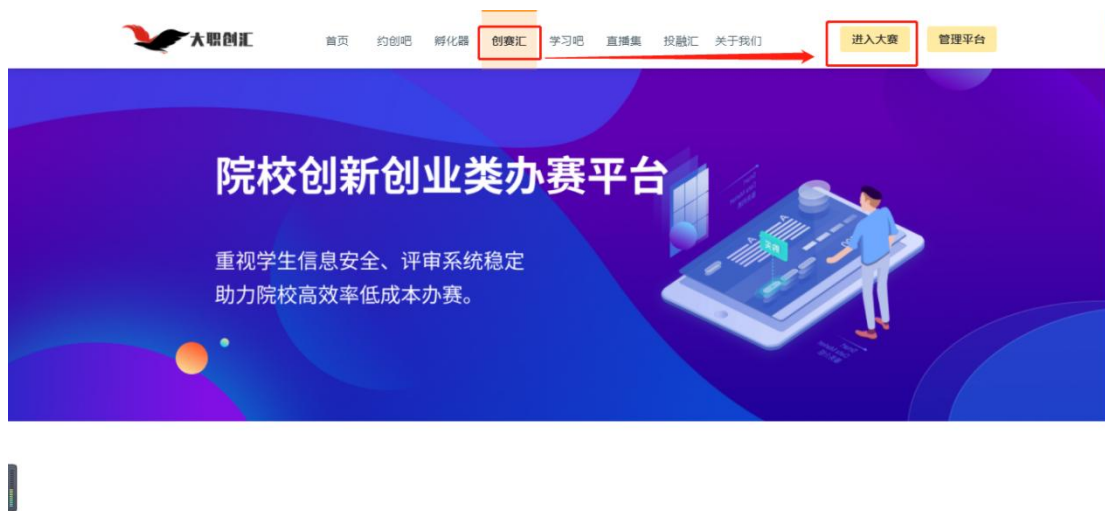 大职创汇
首页 约创吧 孵化器 创赛汇 学习吧 直播集 投融汇 关于我们 进入大赛 管理平台
院校创新创业类办赛平台
重视学生信息安全、评审系统稳定
助力院校高效率低成本办赛。